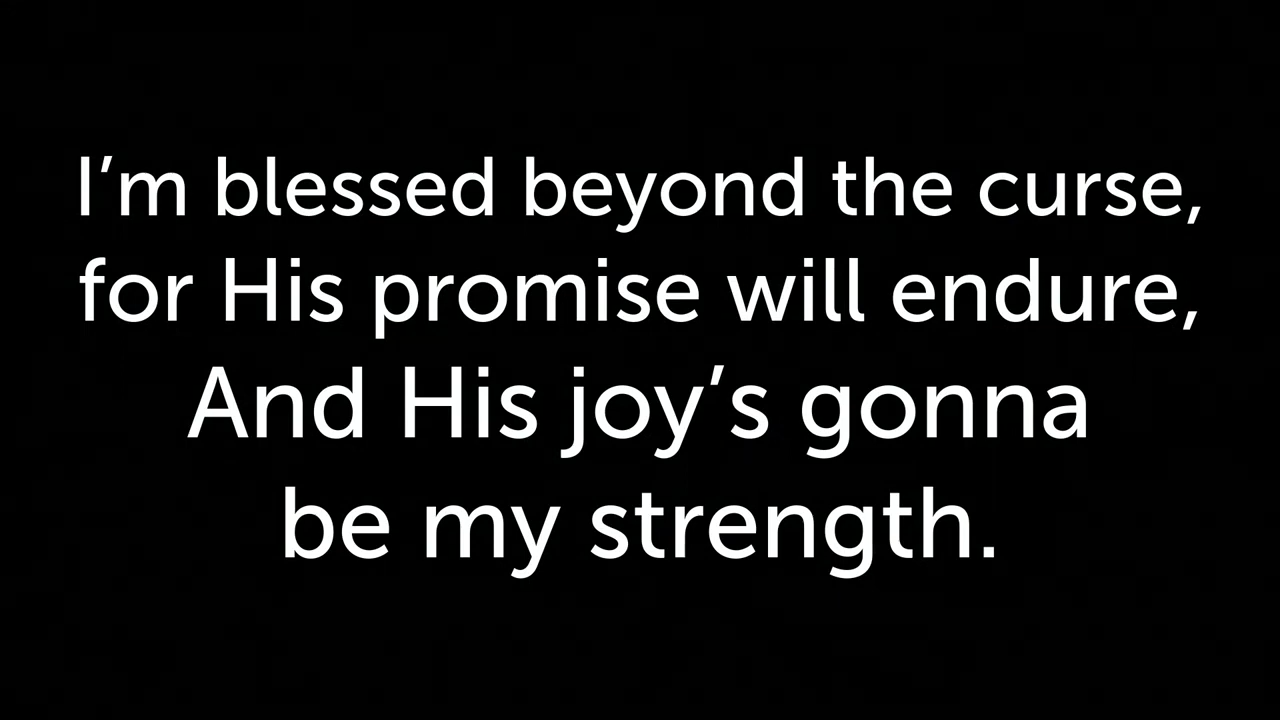 I’m blessed beyond the curse,
for His promise will endure,
And His joy’s gonna
be my strength.